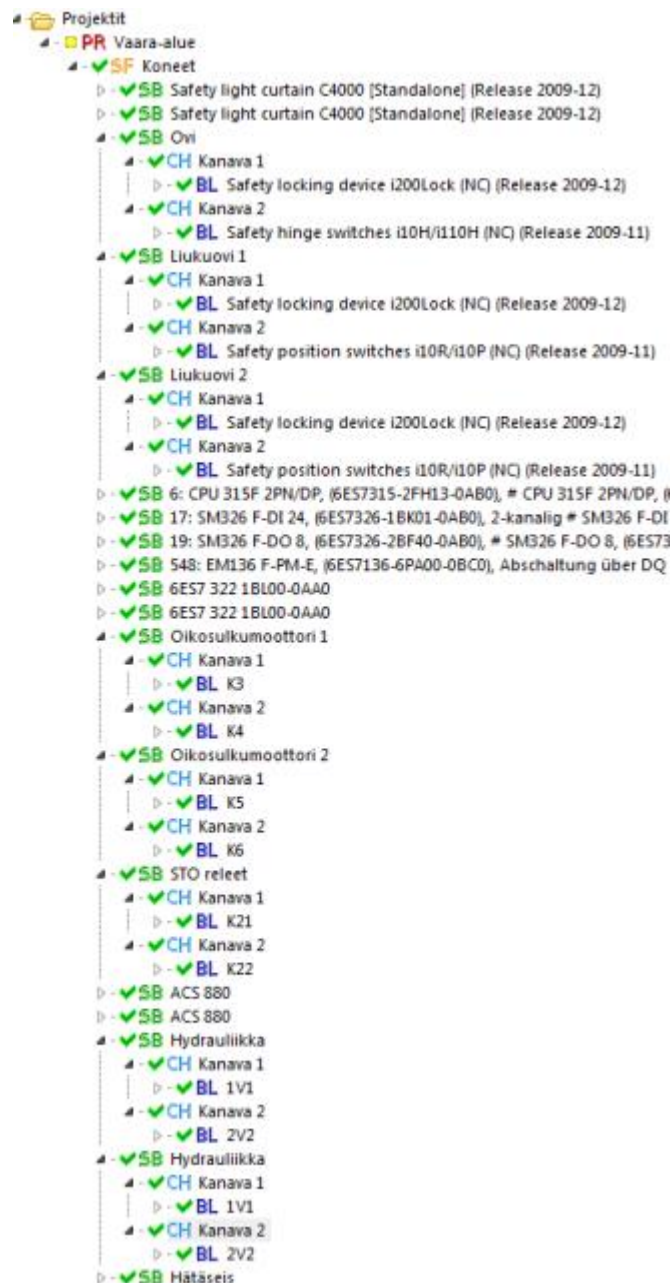 Projektit
PR Vaara-alue
SF Koneet
SB Safety light curtain C4000 [Standalone] (Release 2009-12)
SB Safety light curtain C4000 [Standalone] (Release 2009-12)
SB Ovi
CH Kanava 1
BL Safety locking device i200Lock (NC) (Release 2009-12)
CH Kanava 2
BL Safety hinge switches i10H/i110H (NC) (Release 2009-11)
SB Liukuovi 1
CH Kanava 1
BL Safety locking device i200Lock (NC) (Release 2009-12)
CH Kanava 2
BL Safety position switches i10R/i10P (NC) (Release 2009-11)
SB Liukuovi 2
CH Kanava 1
BL Safety locking device i200Lock (NC) (Release 2009-12)
CH Kanava 2
BL Safety position switches i10R/i10P (NC) (Release 2009-11)
SB 6: CPU 315F 2PN/DP, (6ES7315-2FH13-0AB0), # CPU 315F 2PN/DP, (6
SB 17: SM326 F-DI 24, (6ES7326-1BK01-0AB0), 2-kanalig # SM326 F-DI
SB 19: SM326 F-DO 8, (6ES7326-2BF40-0AB0), # SM326 F-DO 8, (6ES73
SB 548: EM136 F-PM-E, (6ES7136-6PA00-0BC0), Abschaltung über DQ
SB 6ES7 322 1BL00-0AA0
SB 6ES7 322 1BL00-0AA0
SB Oikosulkumoottori 1
CH Kanava 1
BL K3
CH Kanava 2
BL K4
SB Oikosulkumoottori 2
CH Kanava 1
BL K5
CH Kanava 2
BL K6
SB STO releet
CH Kanava 1
BL K21
CH Kanava 2
BL K22
SB ACS 880
SB ACS 880
SB Hydrauliikka
CH Kanava 1
BL 1V1
CH Kanava 2
BL 2V2
SB Hydrauliikka
CH Kanava 1
BL 1V1
CH Kanava 2
BL 2V2
SB Hätäseis